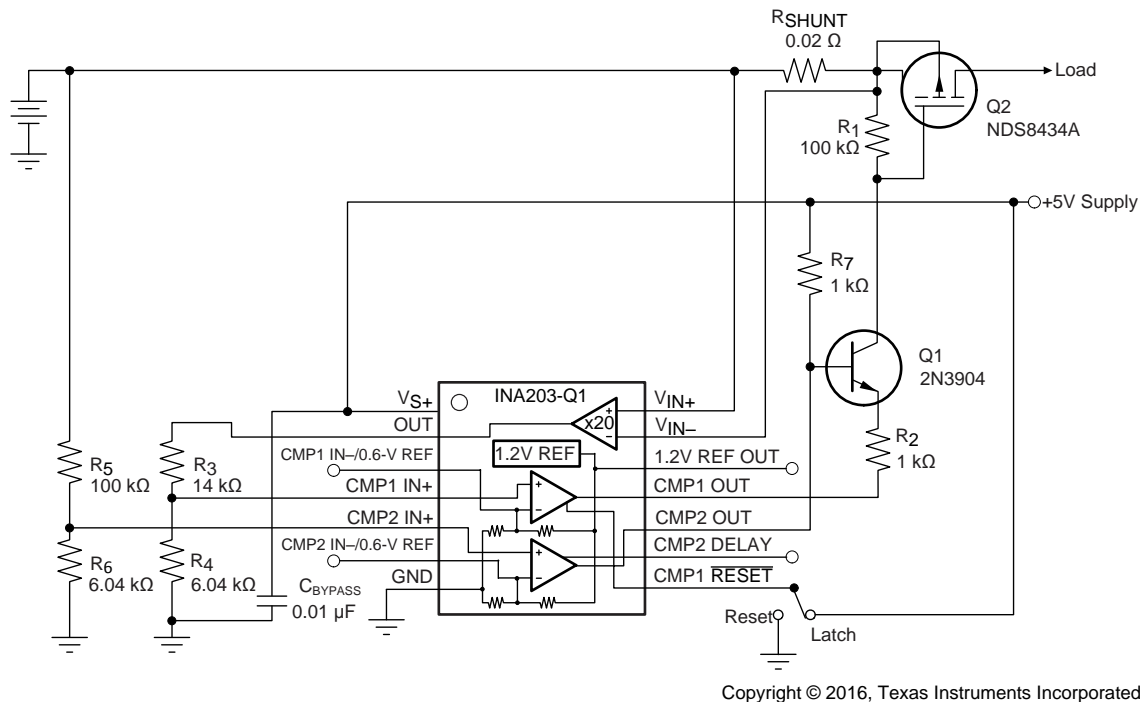 RSHUNT
0.02 Ω
Load
Q2
NDS8434A
R1
100 kΩ
+5V Supply
R7
1 kΩ
Q1
2N3904
INA203-Q1
VS+
VIN+
OUT
x20
VIN–
R2
1 kΩ
CMP1 IN–/0.6-V REF
1.2V REF
1.2V REF OUT
R5
100 kΩ
R3
14 kΩ
CMP1 IN+
CMP1 OUT
CMP2 IN+
CMP2 OUT
CMP2 IN–/0.6-V REF
CMP2 DELAY
R6
6.04 kΩ
R4
6.04 kΩ
GND
CMP1 RESET
CBYPASS
0.01 µF
Reset
Latch
+
–
+
–
+
–
Copyright © 2016, Texas Instruments Incorporated